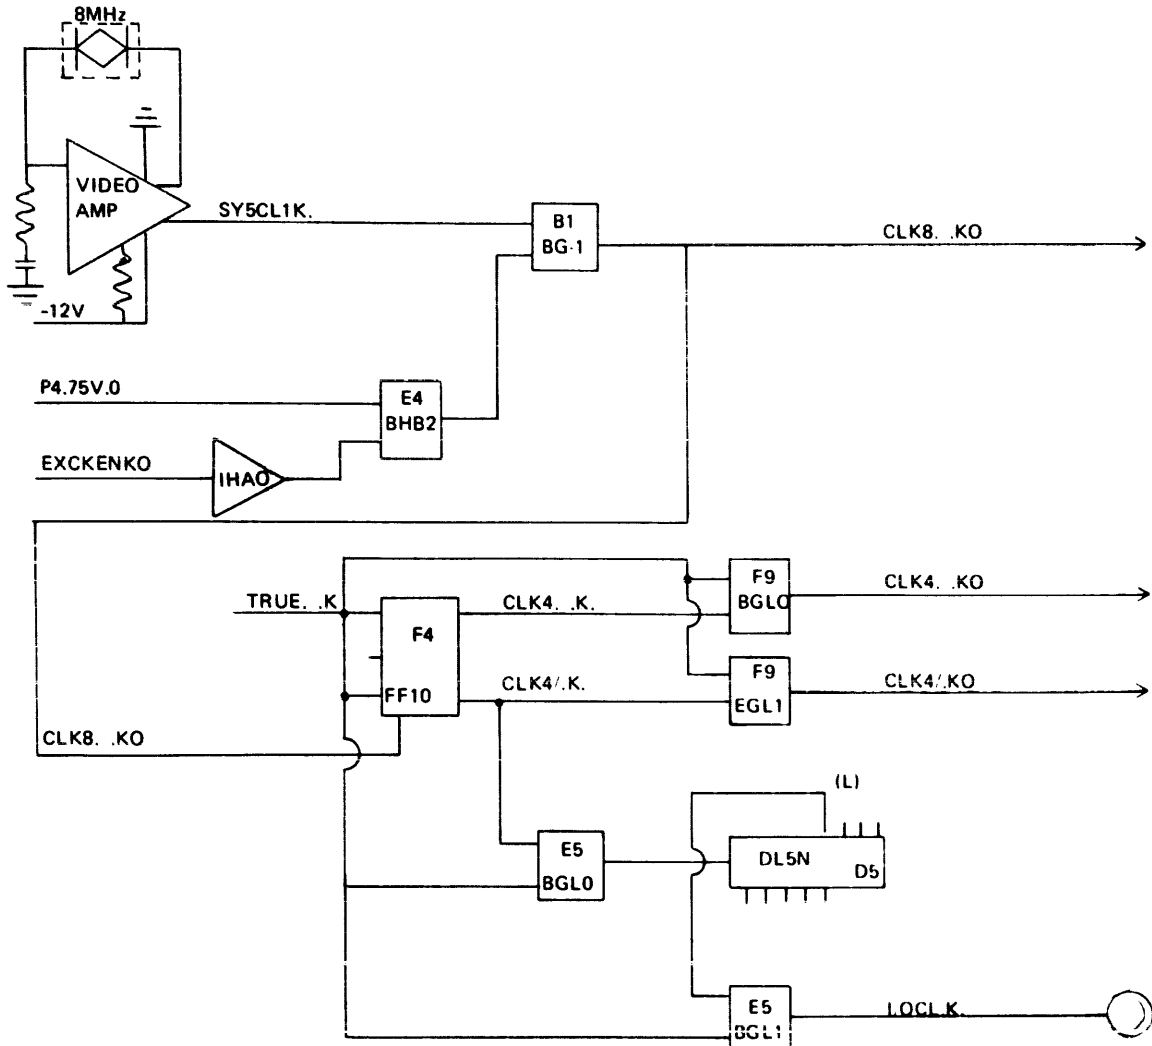 8MHz
VIDEO
AMP
SY5CL1K.
B1
BG-1
CLK8. .KO
-12V
P4.75V.0
E4
BHB2
EXCKENKO
IHAO
TRUE. .K
F4
FF10
CLK4. .K.
F9
BGLO
CLK4. .KO
CLK4/.K.
F9
EGL1
CLK4/.KO
CLK8. .KO
(L)
E5
BGL0
DL5N
D5
E5
BGL1
LOCL.K.